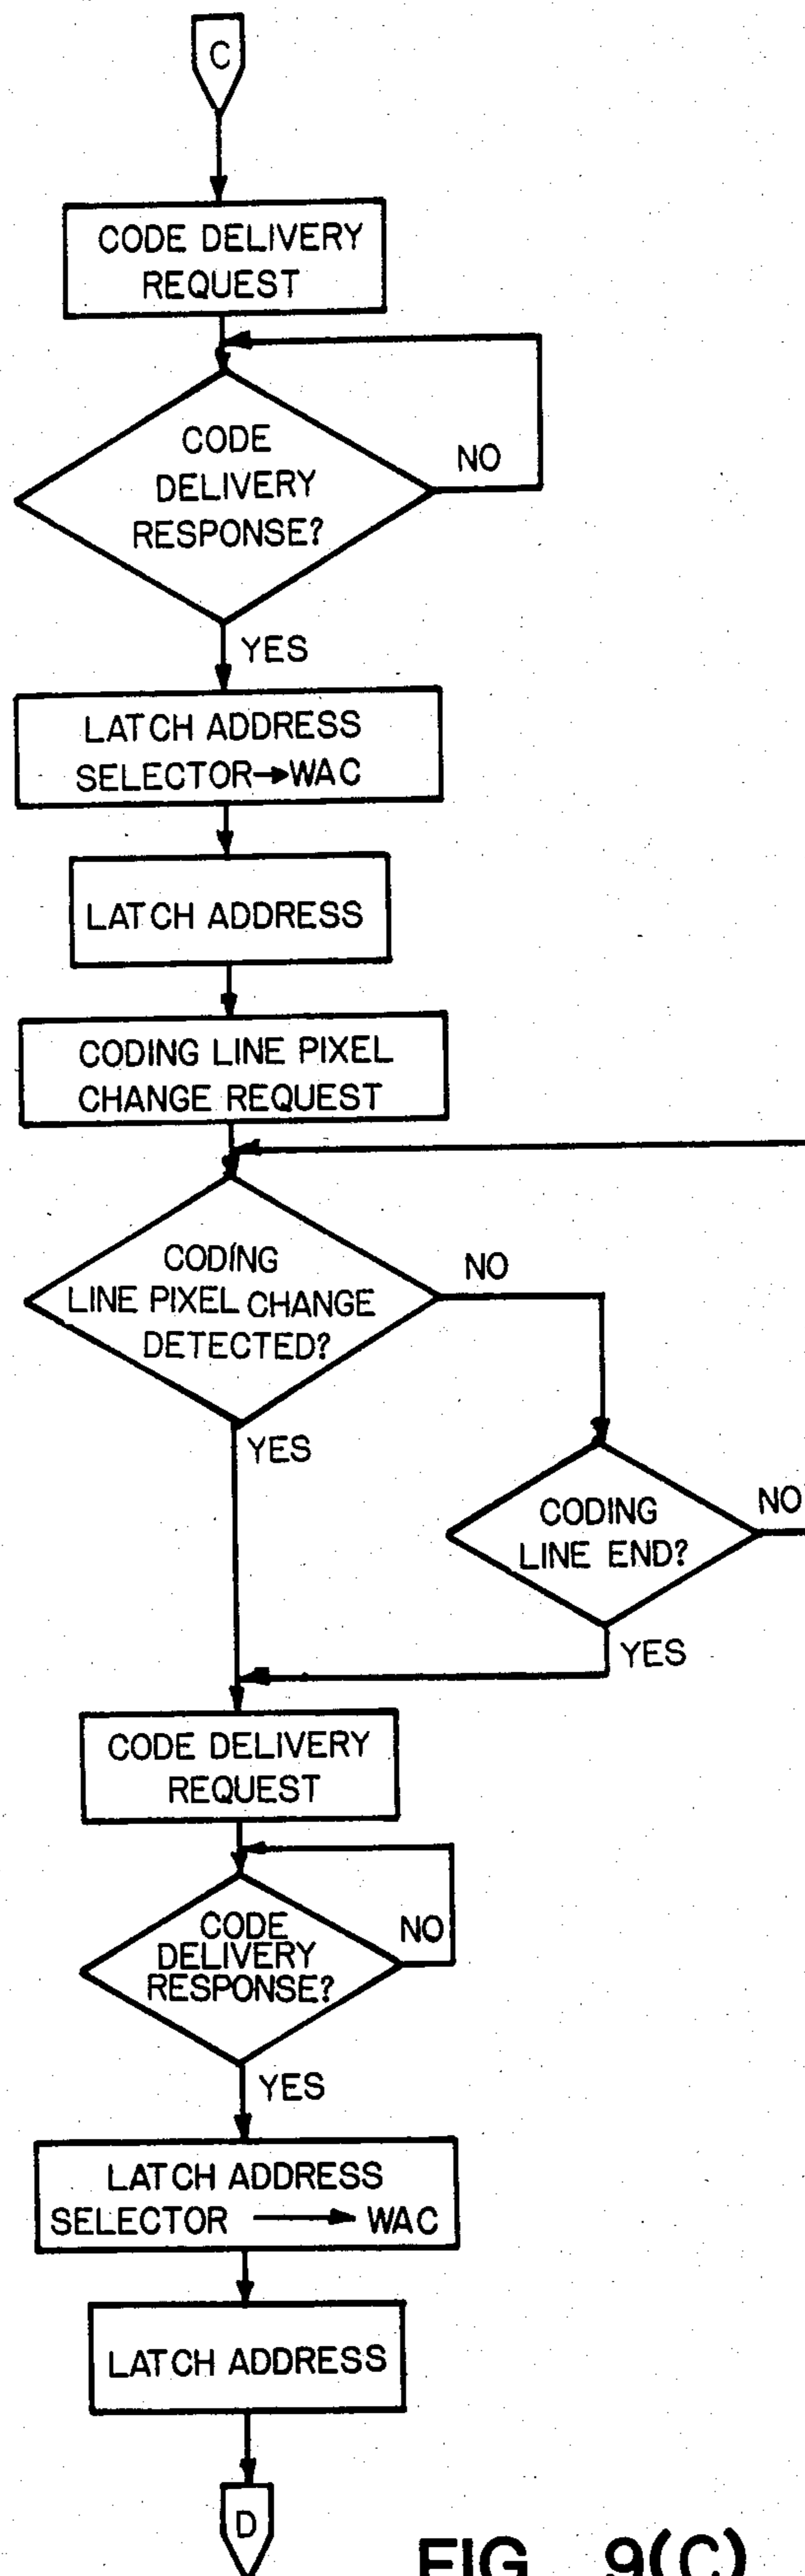 C
CODE DELIVERY
REQUEST
CODE
DELIVERY
RESPONSE?
NO
YES
LATCH ADDRESS
SELECTOR→WAC
LATCH ADDRESS
CODING LINE PIXEL
CHANGE REQUEST
CODING
LINE PIXEL CHANGE
DETECTED?
NO
YES
CODING
LINE END?
NO
YES
CODE DELIVERY
REQUEST
CODE
DELIVERY
RESPONSE?
NO
YES
LATCH ADDRESS
SELECTOR → WAC
LATCH ADDRESS
D
FIG. 9(C)